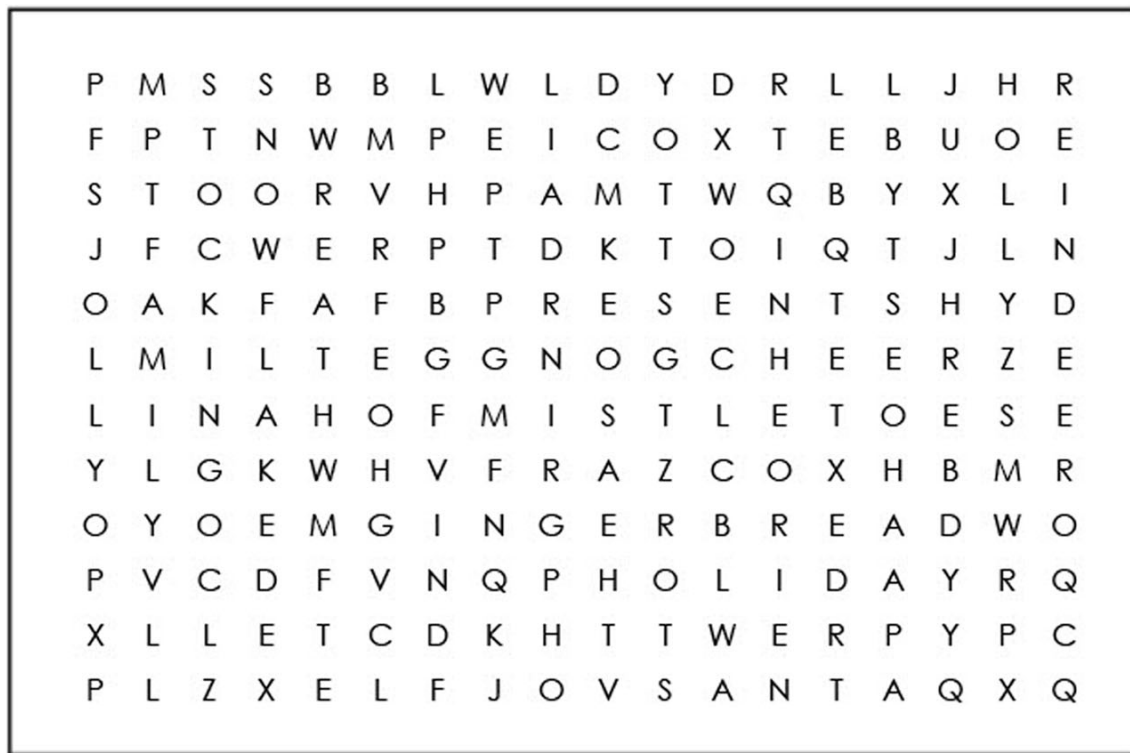 P M S S B B L W L D Y D R L L J H R
F P T N W M P E I C O X T E B U O E
S T O O R V H P A M T W Q B Y X L I
J F C W E R P T D K T O I Q T J L N
O A K F A F B P R E S E N T S H Y D
L M I L T E G G N O G C H E E R Z E
L I N A H O F M I S T L E T O E S E
Y L G K W H V F R A Z C O X H B M R
O Y O E M G I N G E R B R E A D W O
P V C D F V N Q P H O L I D A Y R Q
X L L E T C D K H T T W E R P Y P C
P L Z X E L F J O V S A N T A Q X Q